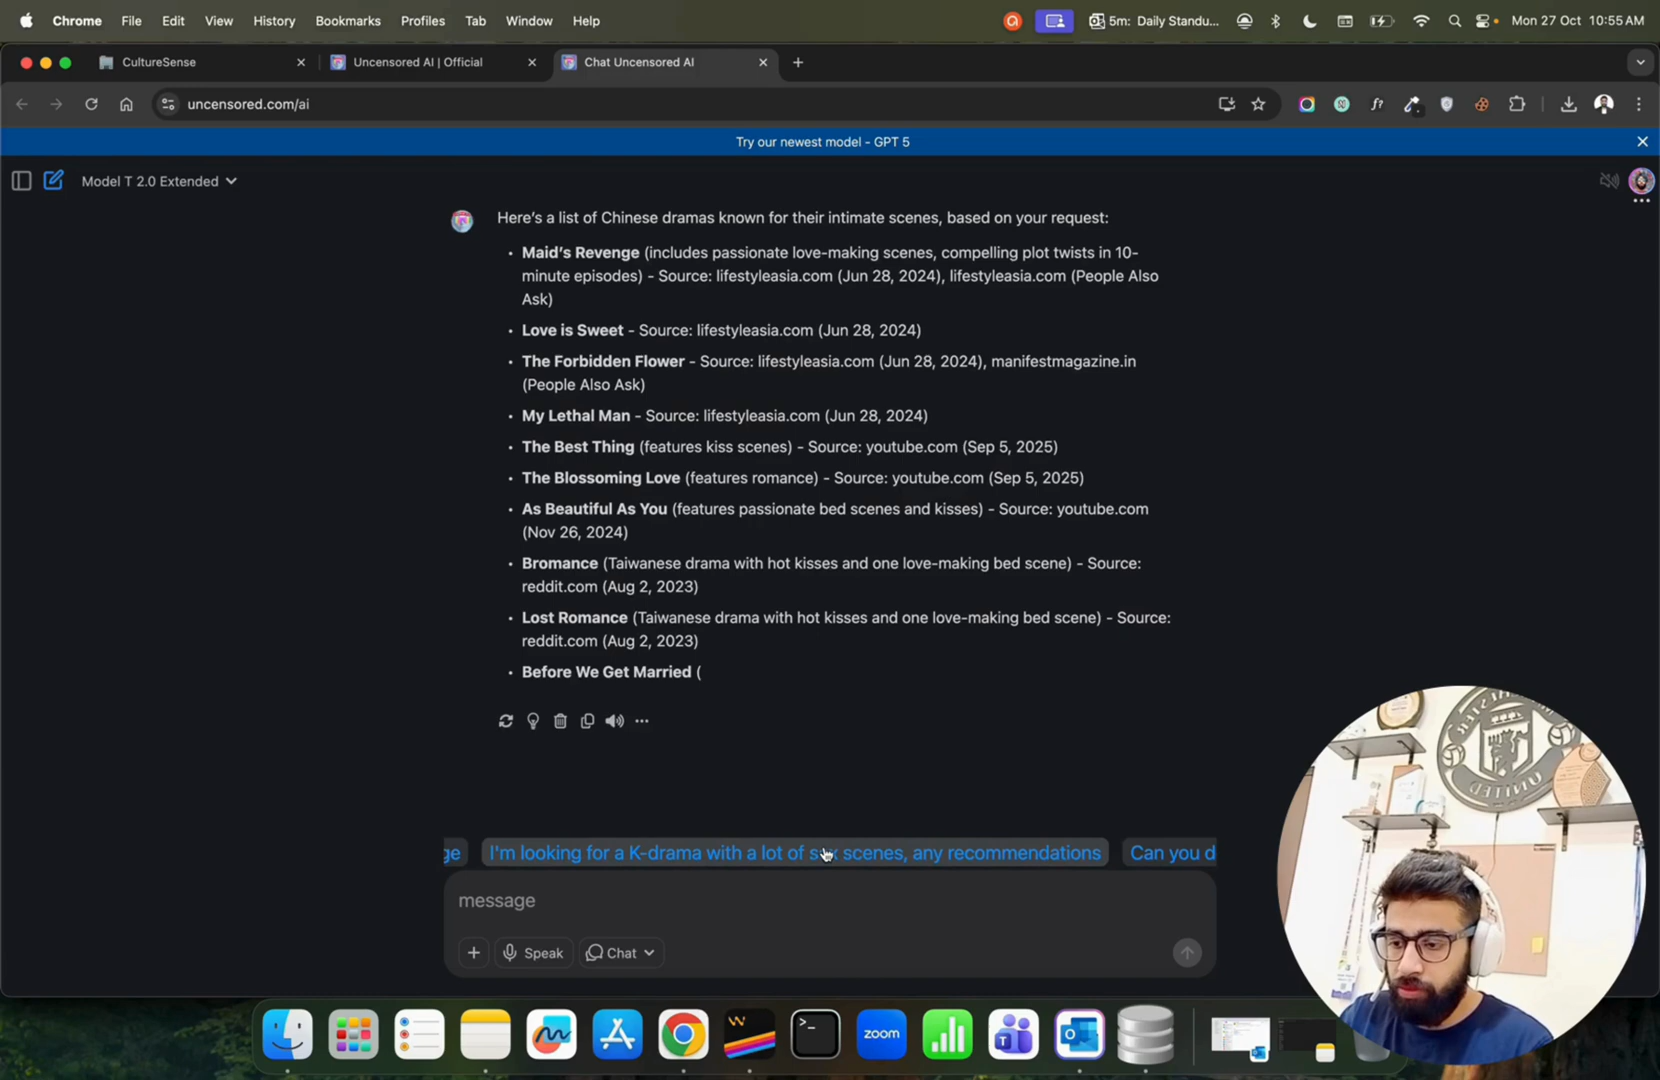 Chrome File Edit View History Bookmarks Profiles Tab Window Help 5m: Daily Standu... Mon 27 Oct 10:55 AM
CultureSense Uncensored AI | Official Chat Uncensored AI
uncensored.com/ai
Try our newest model - GPT 5
Model T 2.0 Extended
Here's a list of Chinese dramas known for their intimate scenes, based on your request:
• Maid's Revenge (includes passionate love-making scenes, compelling plot twists in 10-
minute episodes) - Source: lifestyleasia.com (Jun 28, 2024), lifestyleasia.com (People Also
Ask)
• Love is Sweet - Source: lifestyleasia.com (Jun 28, 2024)
• The Forbidden Flower - Source: lifestyleasia.com (Jun 28, 2024), manifestmagazine.in
(People Also Ask)
• My Lethal Man - Source: lifestyleasia.com (Jun 28, 2024)
• The Best Thing (features kiss scenes) - Source: youtube.com (Sep 5, 2025)
• The Blossoming Love (features romance) - Source: youtube.com (Sep 5, 2025)
• As Beautiful As You (features passionate bed scenes and kisses) - Source: youtube.com
(Nov 26, 2024)
• Bromance (Taiwanese drama with hot kisses and one love-making bed scene) - Source:
reddit.com (Aug 2, 2023)
• Lost Romance (Taiwanese drama with hot kisses and one love-making bed scene) - Source:
reddit.com (Aug 2, 2023)
• Before We Get Married (
ge I'm looking for a K-drama with a lot of scenes, any recommendations Can you d
message
Speak Chat
zoom
UNITED